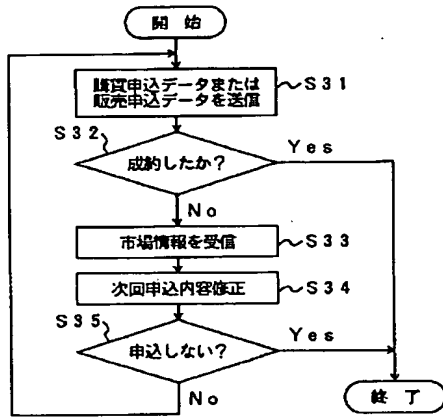 開始
購買申込データまたは
販売申込データを送信
S31
S32
成約したか?
Yes
No
市場情報を受信
S33
次回申込内容修正
S34
S35
申込しない?
Yes
No
終了